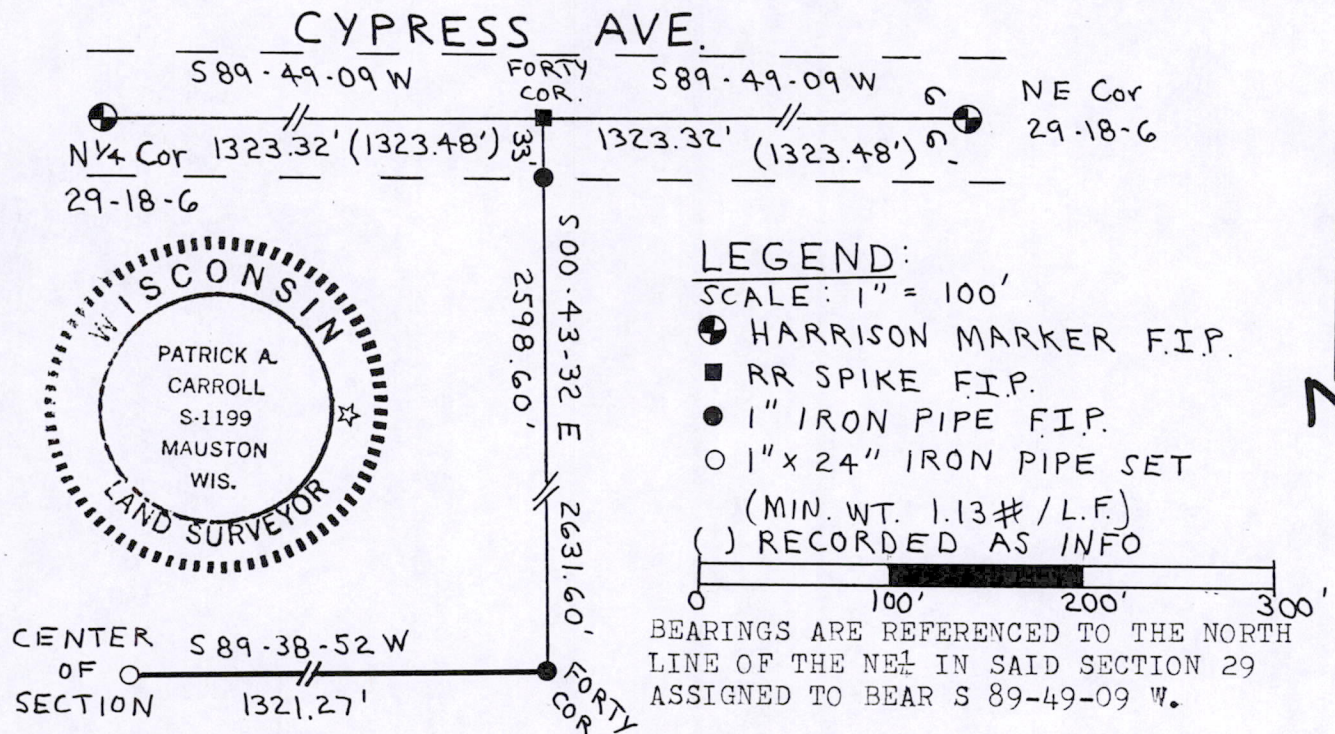 CYPRESS AVE.
S 89-49-09 W
FORTY
COR.
S 89-49-09 W
66'
NE Cor
29-18-6
N 1/4 Cor
29-18-6
1323.32' (1323.48')
33'
1323.32'
(1323.48')
S 00-43-32 E
2598.60'
2631.60'
WISCONSIN
PATRICK A.
CARROLL
S-1199
MAUSTON
WIS.
LAND SURVEYOR
LEGEND:
SCALE: 1" = 100'
HARRISON MARKER F.I.P.
RR SPIKE F.I.P.
1" IRON PIPE F.I.P.
1" x 24" IRON PIPE SET
(MIN WT. 1.13# / L.F.)
( ) RECORDED AS INFO
0 100' 200' 300'
CENTER
OF
SECTION
S 89-38-52 W
1321.27'
FORTY
COR
BEARINGS ARE REFERENCED TO THE NORTH
LINE OF THE NE¼ IN SAID SECTION 29
ASSIGNED TO BEAR S 89-49-09 W.